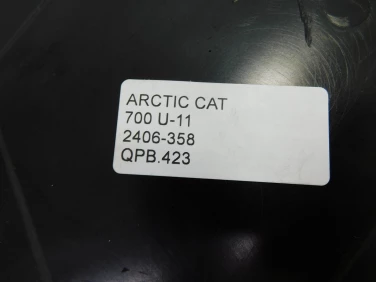 ARCTIC CAT
700 U-11
2406-358
QPB.423